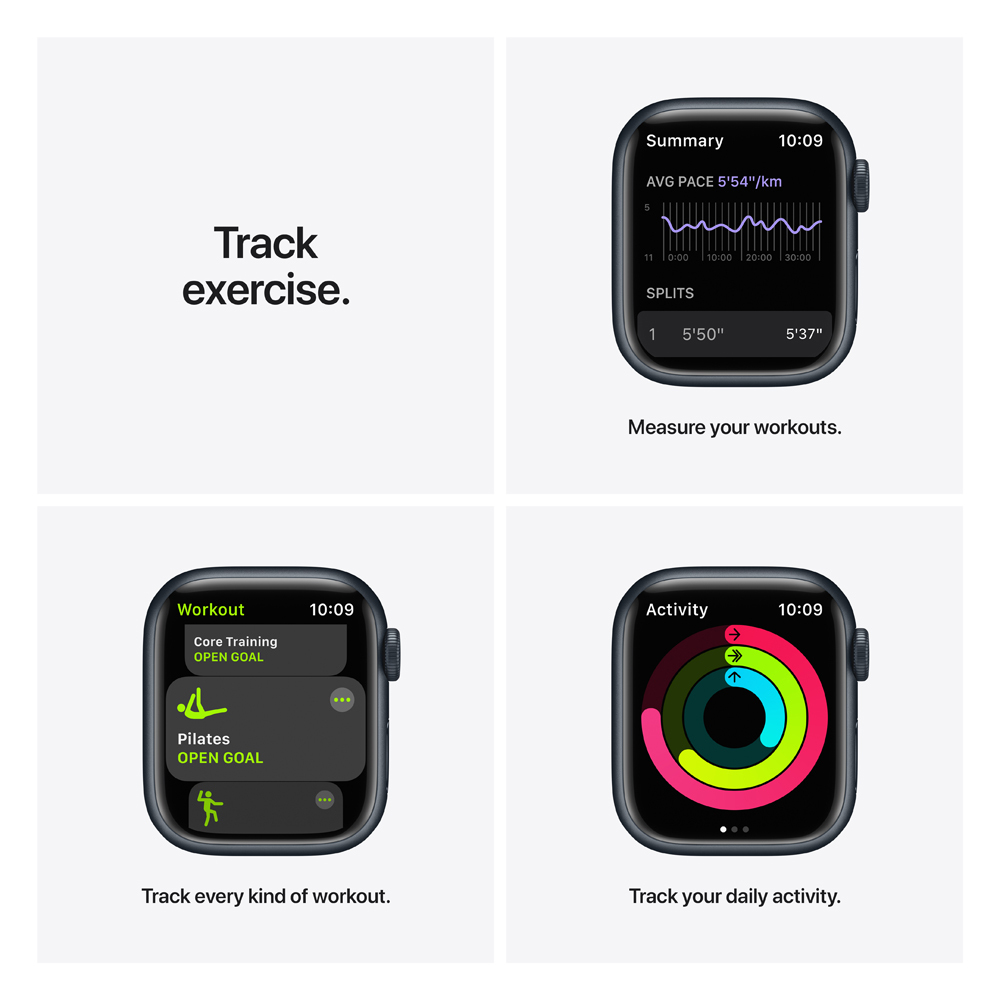 Track
exercise.
Summary 10:09
AVG PACE 5'54"/km
5
11 0:00 10:00 20:00 30:00
SPLITS
1 5'50" 5'37"
Measure your workouts.
Workout 10:09
Core Training
OPEN GOAL
Pilates
OPEN GOAL
Track every kind of workout.
Activity 10:09
Track your daily activity.